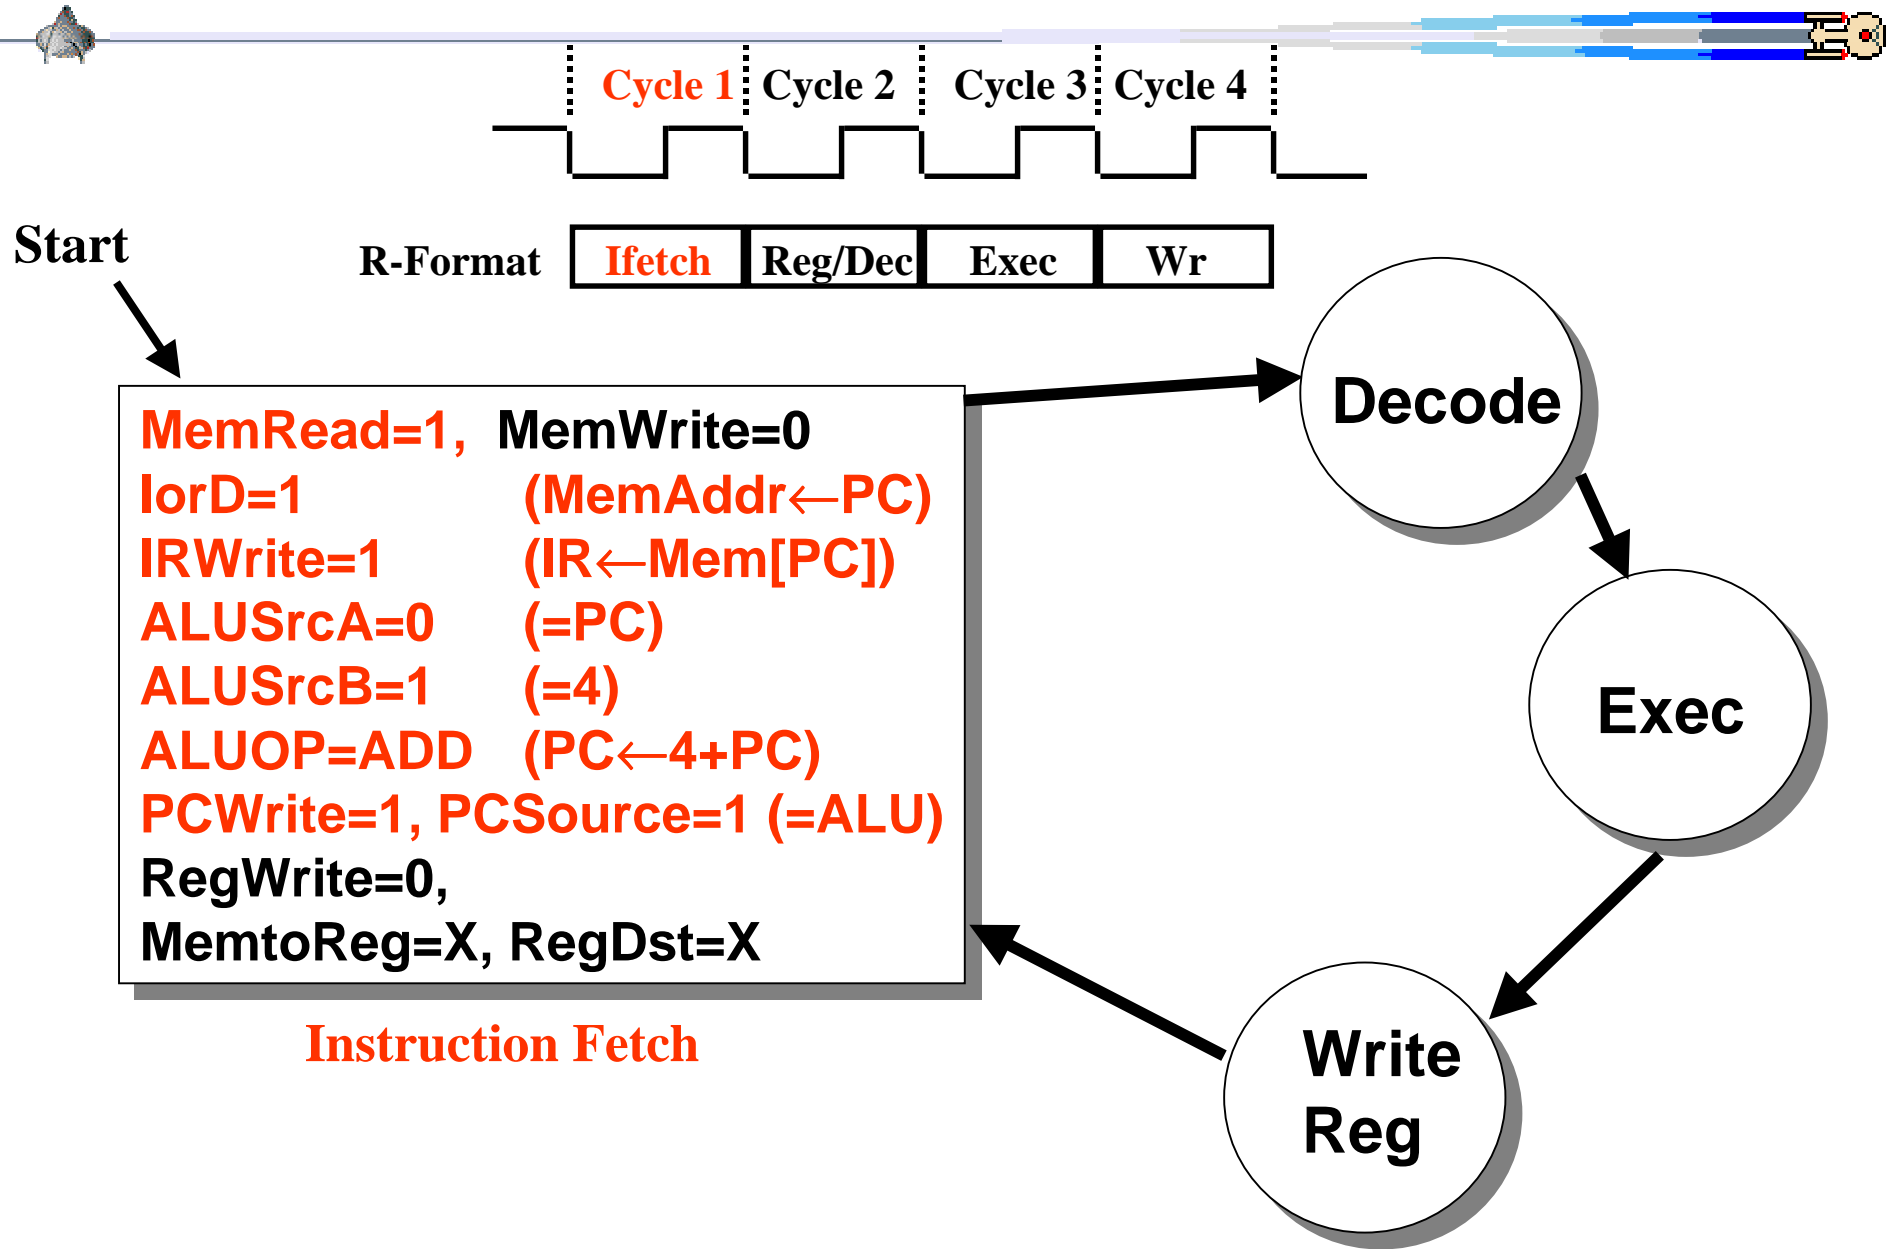 Cycle 1 Cycle 2 Cycle 3 Cycle 4
Start
R-Format Ifetch Reg/Dec Exec Wr
MemRead=1, MemWrite=0
IorD=1 (MemAddr←PC)
IRWrite=1 (IR←Mem[PC])
ALUSrcA=0 (=PC)
ALUSrcB=1 (=4)
ALUOP=ADD (PC←4+PC)
PCWrite=1, PCSource=1 (=ALU)
RegWrite=0,
MemtoReg=X, RegDst=X
Instruction Fetch
Decode
Exec
Write
Reg